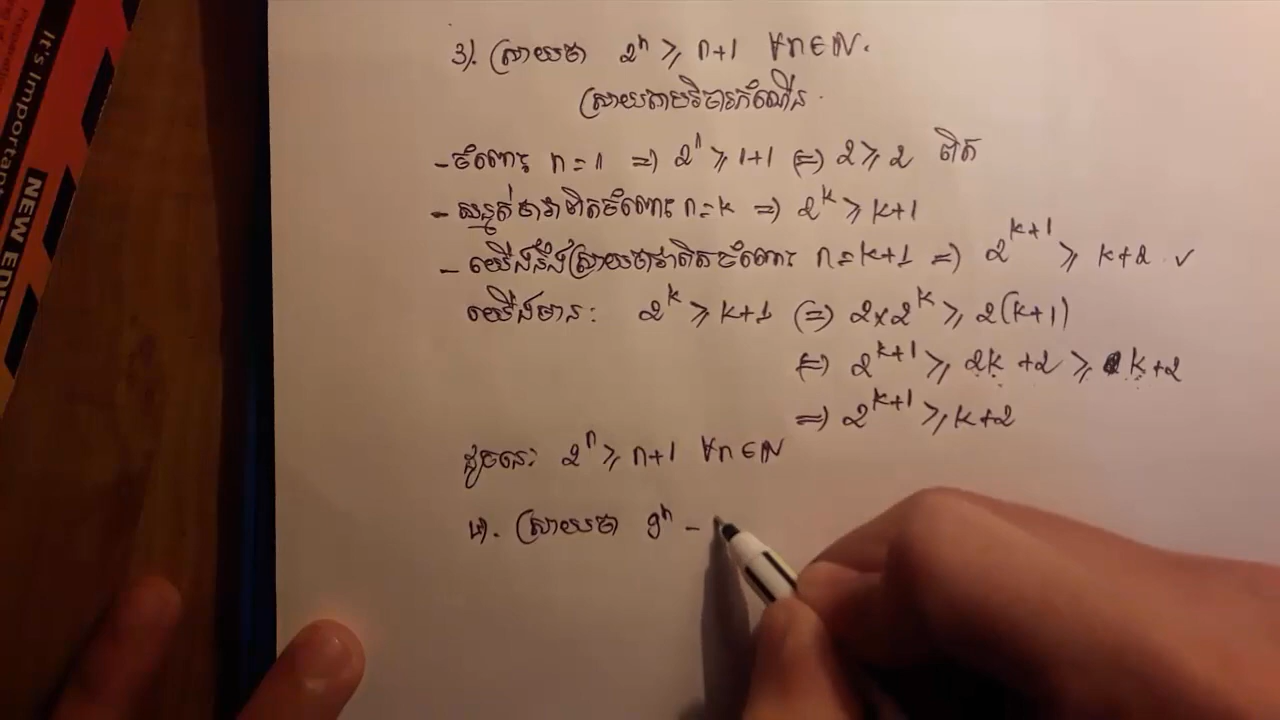 ៣). ស្រាយថា 2ⁿ ⩾ n+1 ∀n∈ℕ.
ស្រាយតាមវិចារកំណើន.
- ចំពោះ n = 1 => 2¹ ⩾ 1+1 <=> 2 ⩾ 2 ពិត
- សន្មត់ថាវាពិតចំពោះ n = k => 2ᵏ ⩾ k+1
- យើងនឹងស្រាយថាវាពិតចំពោះ n = k+1 => 2ᵏ⁺¹ ⩾ k+2 ✓
យើងមាន: 2ᵏ ⩾ k+1 <=> 2×2ᵏ ⩾ 2(k+1)
<=> 2ᵏ⁺¹ ⩾ 2k+2 ⩾ k+2
=> 2ᵏ⁺¹ ⩾ k+2
ដូចនេះ 2ⁿ ⩾ n+1 ∀n∈ℕ
៤). ស្រាយថា 9ⁿ -
It's Important